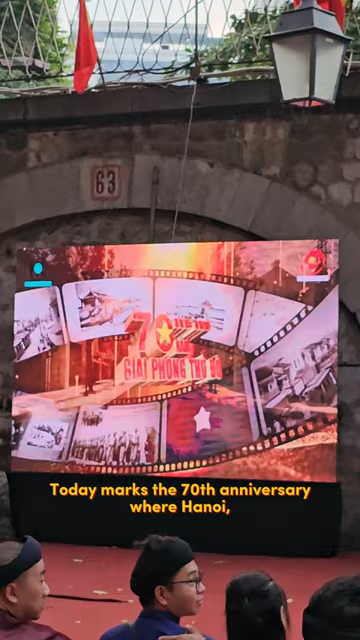 63
70
GIẢI PHÓNG THỦ ĐÔ
Today marks the 70th anniversary
where Hanoi,